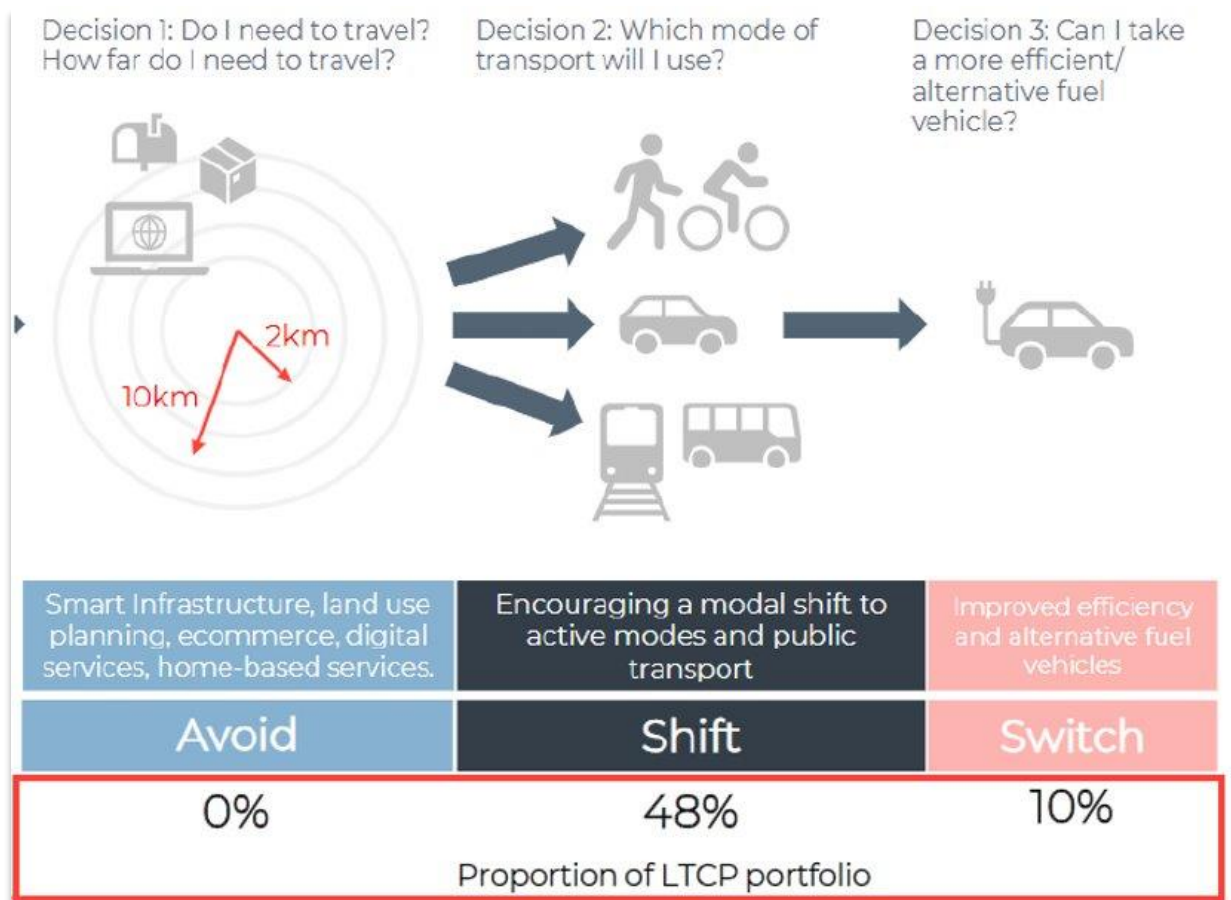 Decision 1: Do I need to travel?
How far do I need to travel?
Decision 2: Which mode of
transport will I use?
Decision 3: Can I take
a more efficient/
alternative fuel
vehicle?
2km
10km
Smart Infrastructure, land use
planning, ecommerce, digital
services, home-based services.
Encouraging a modal shift to
active modes and public
transport
Improved efficiency
and alternative fuel
vehicles
Avoid
Shift
Switch
0%
48%
10%
Proportion of LTCP portfolio